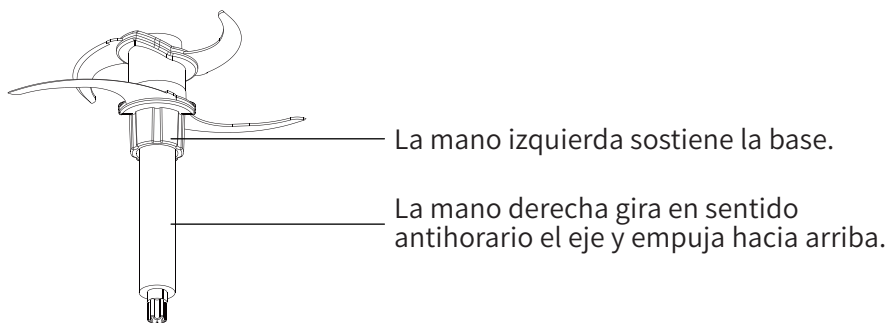 La mano izquierda sostiene la base.
La mano derecha gira en sentido
antihorario el eje y empuja hacia arriba.